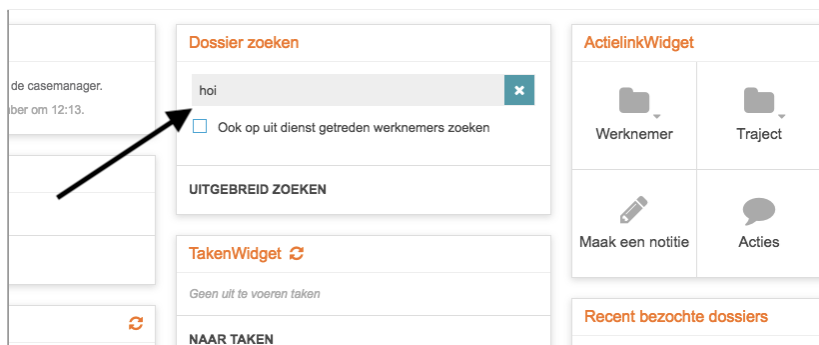 de casemanager.
om 12:13.
Dossier zoeken
hoi
Ook op uit dienst getreden werknemers zoeken
UITGEBREID ZOEKEN
TakenWidget
Geen uit te voeren taken
NAAR TAKEN
ActielinkWidget
Werknemer
Traject
Maak een notitie
Acties
Recent bezochte dossiers